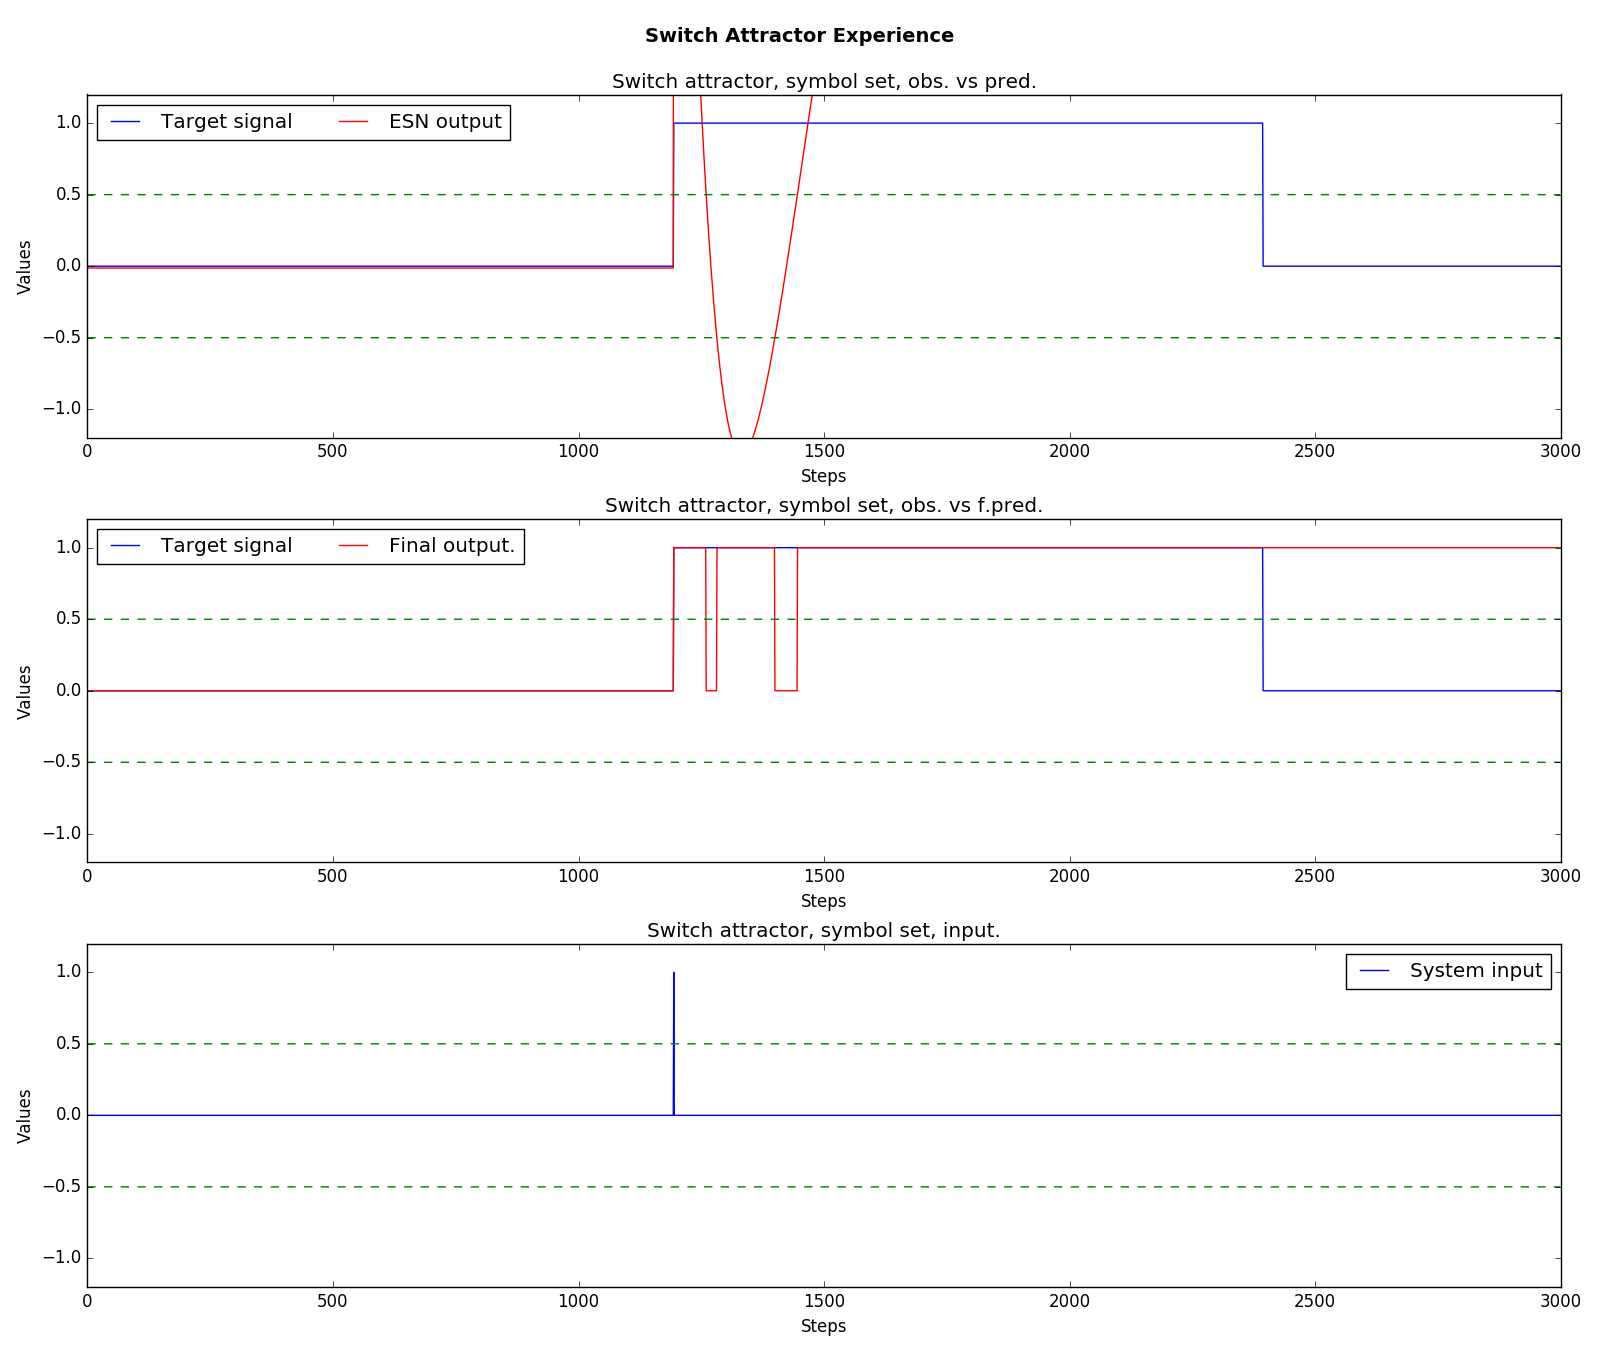 Switch Attractor Experience
Switch attractor, symbol set, obs. vs pred.
Target signal ESN output
1.0
0.5
0.0
−0.5
−1.0
Values
0 500 1000 1500 2000 2500 3000
Steps
Switch attractor, symbol set, obs. vs f.pred.
Target signal Final output.
1.0
0.5
0.0
−0.5
−1.0
Values
0 500 1000 1500 2000 2500 3000
Steps
Switch attractor, symbol set, input.
System input
1.0
0.5
0.0
−0.5
−1.0
Values
0 500 1000 1500 2000 2500 3000
Steps